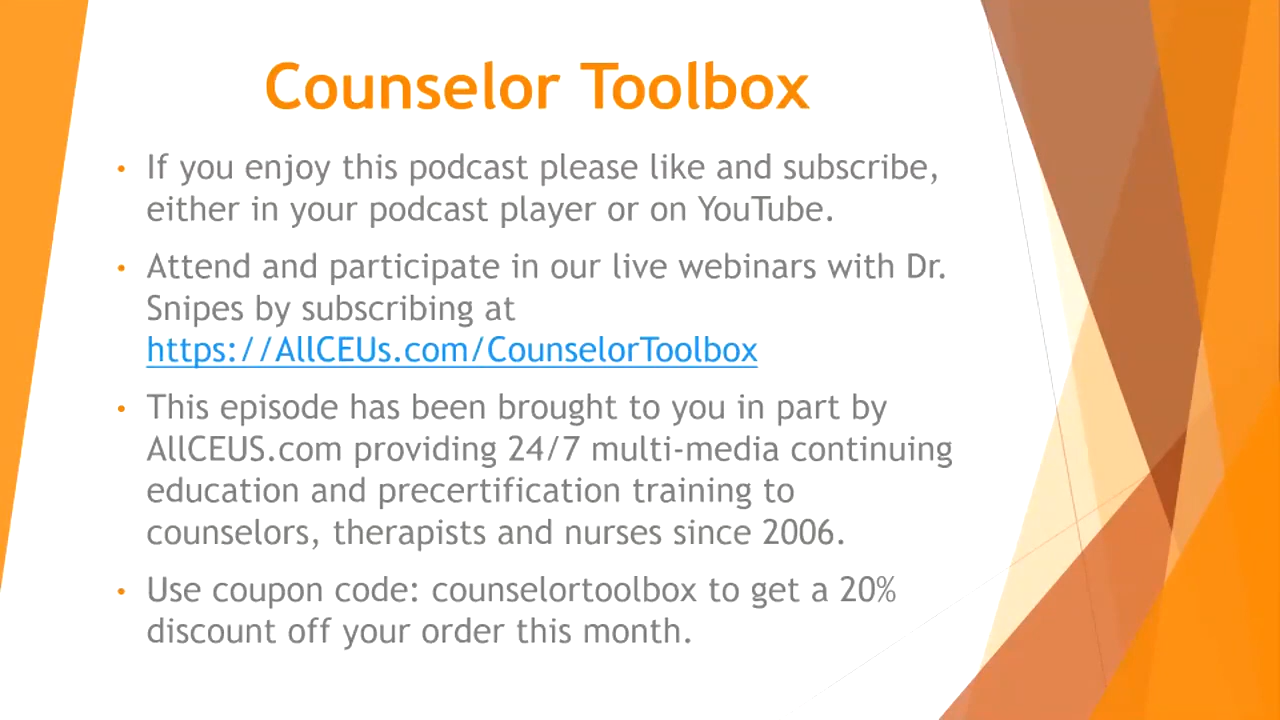 Counselor Toolbox
• If you enjoy this podcast please like and subscribe,
either in your podcast player or on YouTube.
• Attend and participate in our live webinars with Dr.
Snipes by subscribing at
https://AllCEUs.com/CounselorToolbox
• This episode has been brought to you in part by
AllCEUS.com providing 24/7 multi-media continuing
education and precertification training to
counselors, therapists and nurses since 2006.
• Use coupon code: counselortoolbox to get a 20%
discount off your order this month.